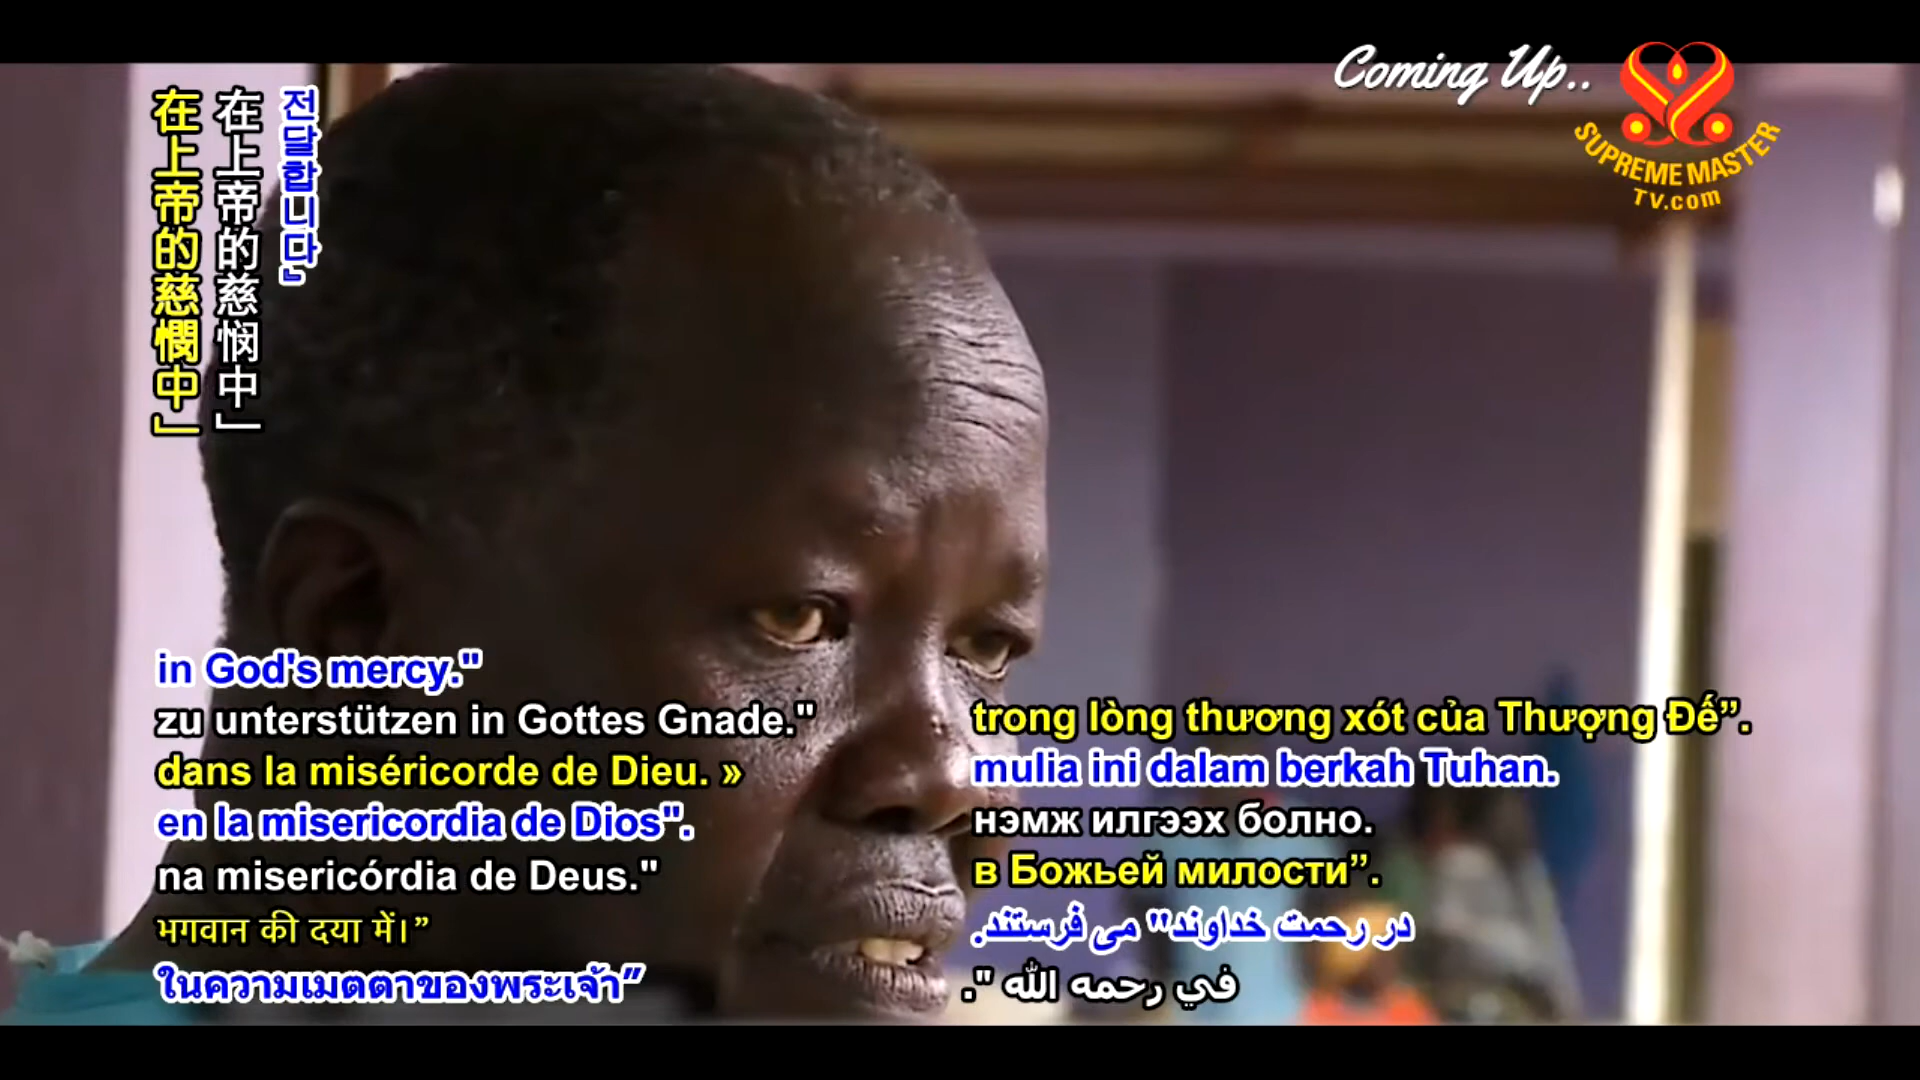 Coming Up..
SUPREME MASTER
TV.com
전달합니다』
在上帝的慈悯中」
在上帝的慈憫中」
in God's mercy."
zu unterstützen in Gottes Gnade."
dans la miséricorde de Dieu. »
en la misericordia de Dios".
na misericórdia de Deus."
भगवान की दया में।”
ในความเมตตาของพระเจ้า”
trong lòng thương xót của Thượng Đế”.
mulia ini dalam berkah Tuhan.
нэмж илгээх болно.
в Божьей милости”.
در رحمت خداوند" می فرستند.
في رحمه الله ".